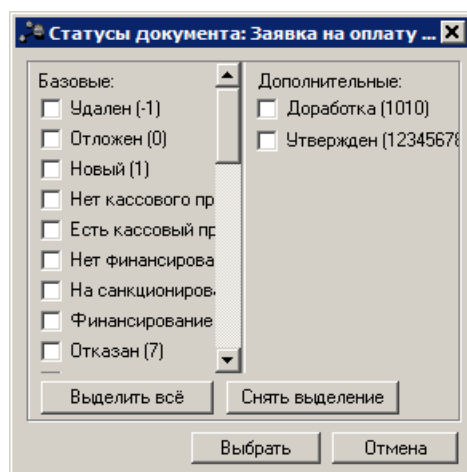 Статусы документа: Заявка на оплату ...
Базовые:
Удален (-1)
Отложен (0)
Новый (1)
Нет кассового пр
Есть кассовый пр
Нет финансирова
На санкциониров
Финансирование
Отказан (7)
Дополнительные:
Доработка (1010)
Утвержден (12345678
Выделить всё
Снять выделение
Выбрать
Отмена